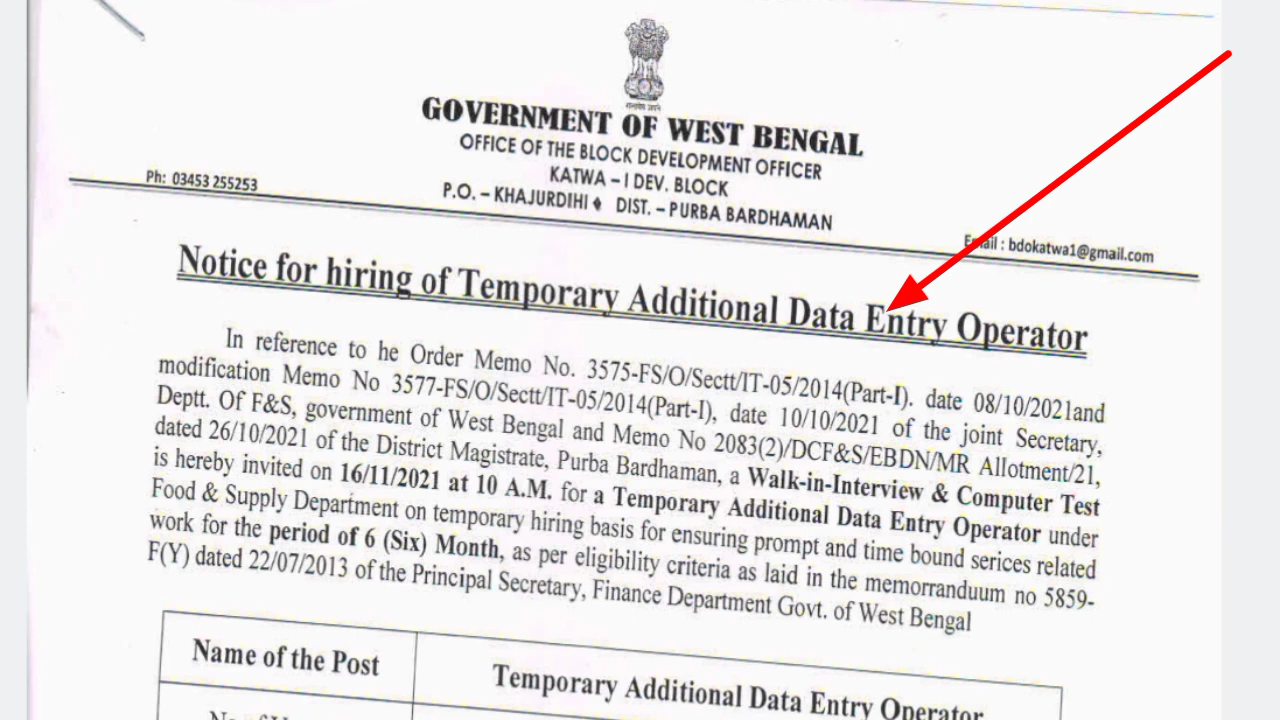 GOVERNMENT OF WEST BENGAL
OFFICE OF THE BLOCK DEVELOPMENT OFFICER
KATWA – I DEV. BLOCK
P.O. – KHAJURDIHI ♦ DIST. – PURBA BARDHAMAN
Ph: 03453 255253
Email : bdokatwa1@gmail.com
Notice for hiring of Temporary Additional Data Entry Operator
In reference to he Order Memo No. 3575-FS/O/Sectt/IT-05/2014(Part-I). date 08/10/2021and
modification Memo No 3577-FS/O/Sectt/IT-05/2014(Part-I), date 10/10/2021 of the joint Secretary,
Deptt. Of F&S, government of West Bengal and Memo No 2083(2)/DCF&S/EBDN/MR Allotment/21,
dated 26/10/2021 of the District Magistrate, Purba Bardhaman, a Walk-in-Interview & Computer Test
is hereby invited on 16/11/2021 at 10 A.M. for a Temporary Additional Data Entry Operator under
Food & Supply Department on temporary hiring basis for ensuring prompt and time bound serices related
work for the period of 6 (Six) Month, as per eligibility criteria as laid in the memorranduum no 5859-
F(Y) dated 22/07/2013 of the Principal Secretary, Finance Department Govt. of West Bengal
Name of the Post
Temporary Additional Data Entry Operator